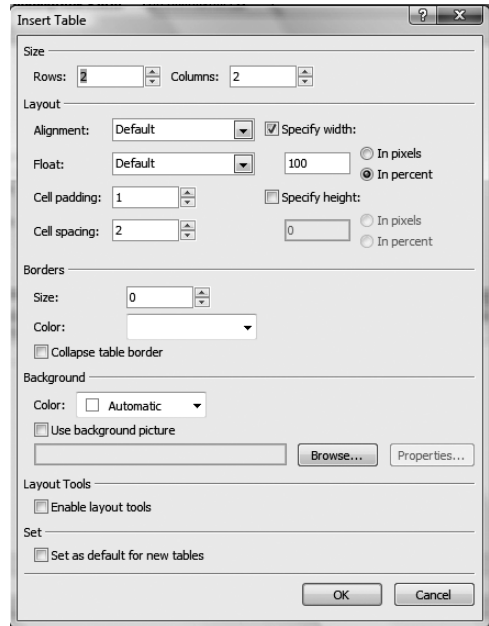 Insert Table
Size
Rows: 2 Columns: 2
Layout
Alignment: Default Specify width:
Float: Default 100 In pixels
In percent
Cell padding: 1 Specify height:
Cell spacing: 2 0 In pixels
In percent
Borders
Size: 0
Color:
Collapse table border
Background
Color: Automatic
Use background picture
Browse... Properties...
Layout Tools
Enable layout tools
Set
Set as default for new tables
OK Cancel